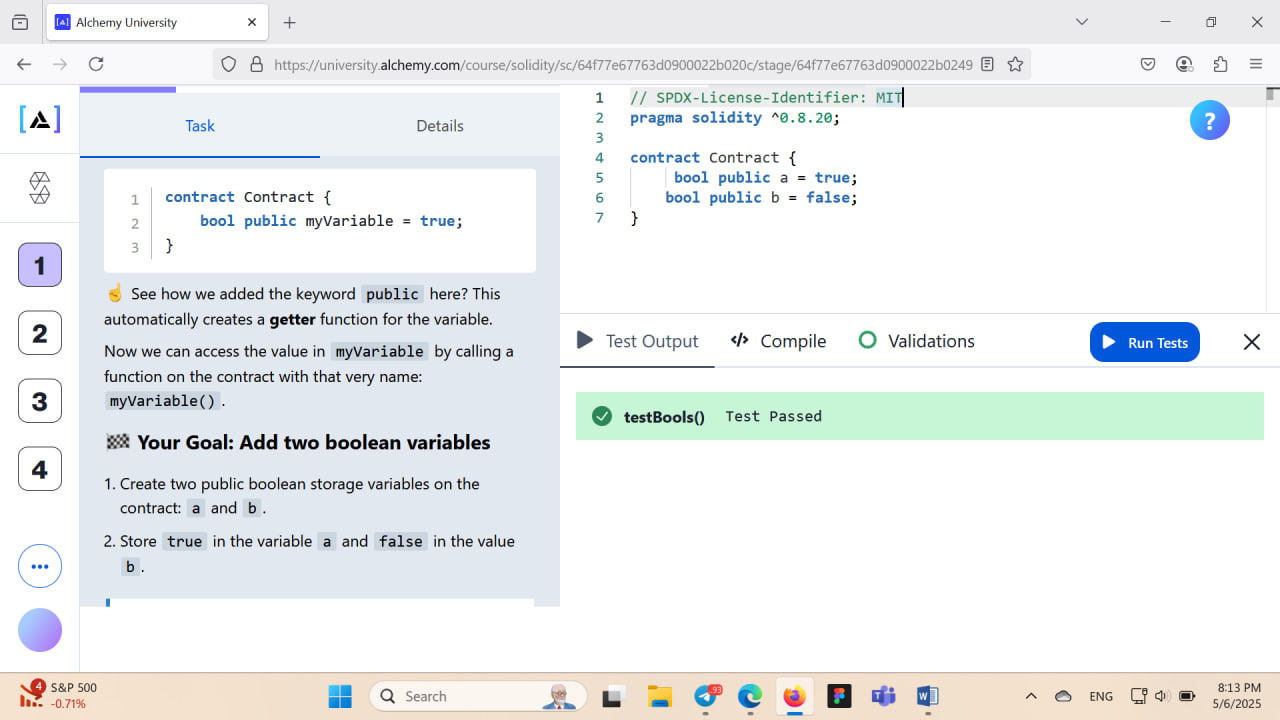 Alchemy University
https://university.alchemy.com/course/solidity/sc/64f77e67763d0900022b020c/stage/64f77e67763d0900022b0249
Task
Details
1 contract Contract {
2 bool public myVariable = true;
3 }
☝ See how we added the keyword public here? This
automatically creates a getter function for the variable.
Now we can access the value in myVariable by calling a
function on the contract with that very name:
myVariable() .
🏁 Your Goal: Add two boolean variables
1. Create two public boolean storage variables on the
contract: a and b .
2. Store true in the variable a and false in the value
b .
1
2
3
4
1 // SPDX-License-Identifier: MIT
2 pragma solidity ^0.8.20;
3
4 contract Contract {
5 bool public a = true;
6 bool public b = false;
7 }
?
Test Output
Compile
Validations
Run Tests
testBools() Test Passed
4
S&P 500
-0.71%
Search
93
ENG
8:13 PM
5/6/2025